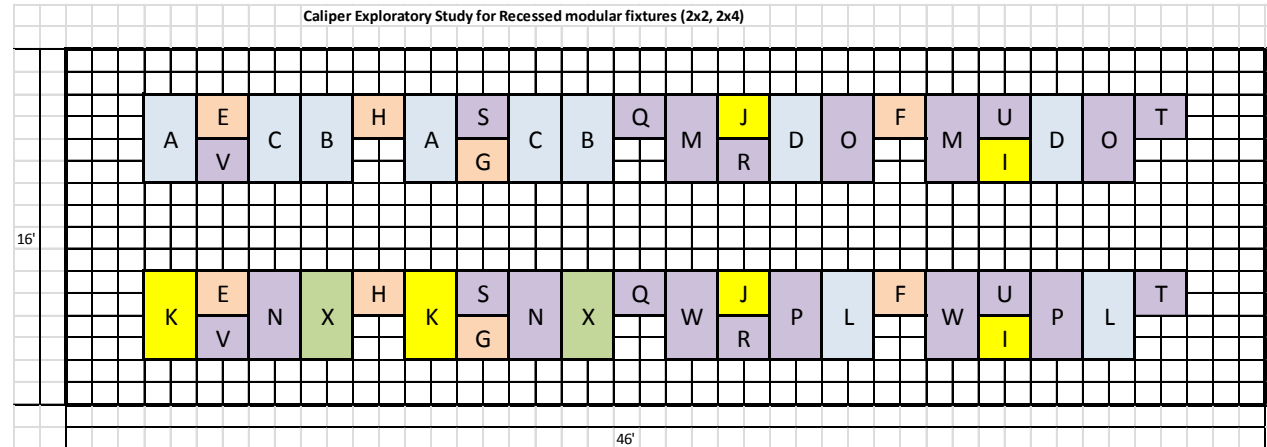 Caliper Exploratory Study for Recessed modular fixtures (2x2, 2x4)
A E C B H A S C B Q M J D O F M U D O T
V G R I
16'
K E N X H K S N X Q W J P L F W U P L T
V G R I
46'